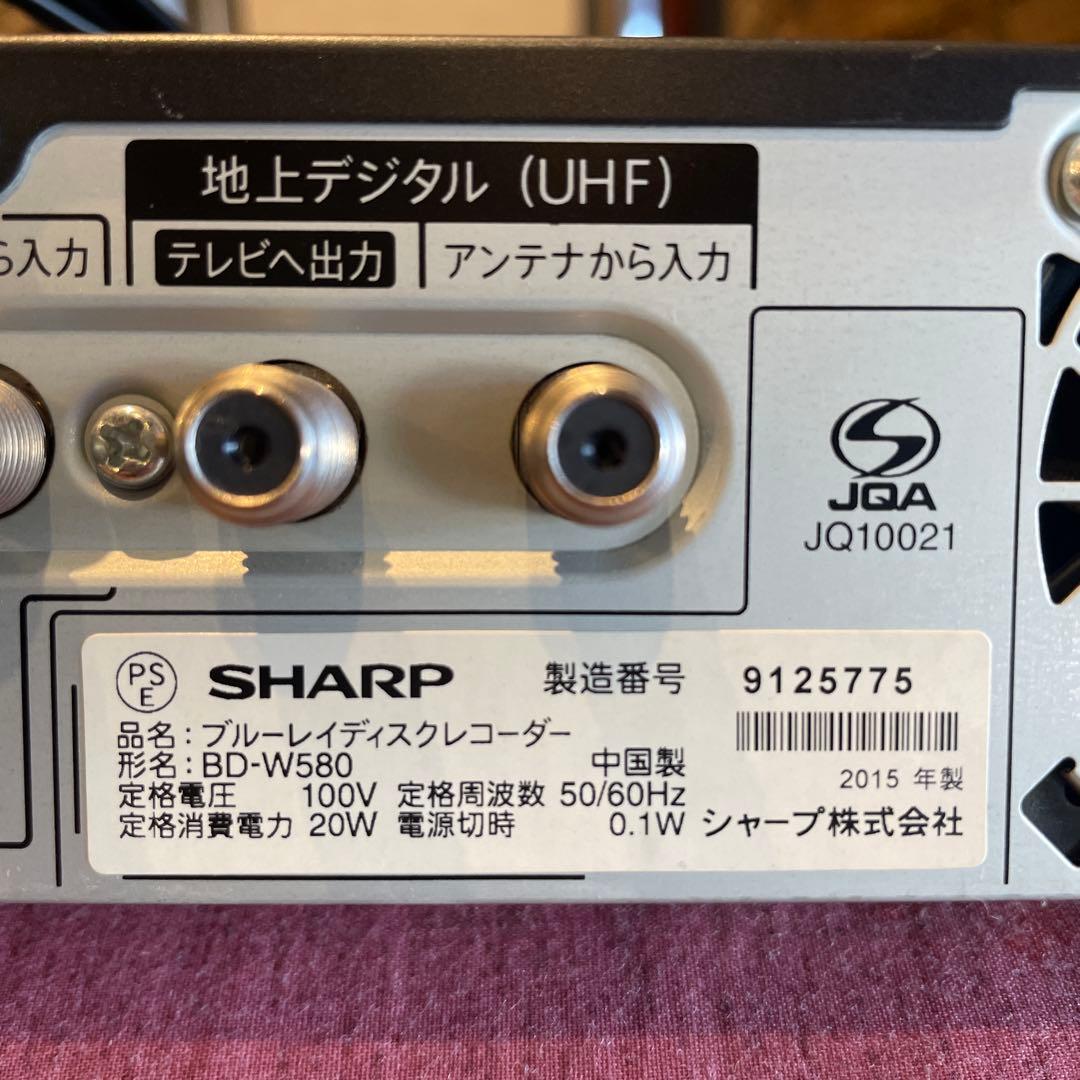 地上デジタル (UHF)
ら入力
テレビへ出力
アンテナから入力
JQA
JQ10021
PS
E
SHARP 製造番号 9125775
品名:ブルーレイディスクレコーダー
形名:BD-W580 中国製
2015 年製
定格電圧 100V 定格周波数 50/60Hz
定格消費電力 20W 電源切時 0.1W シャープ株式会社